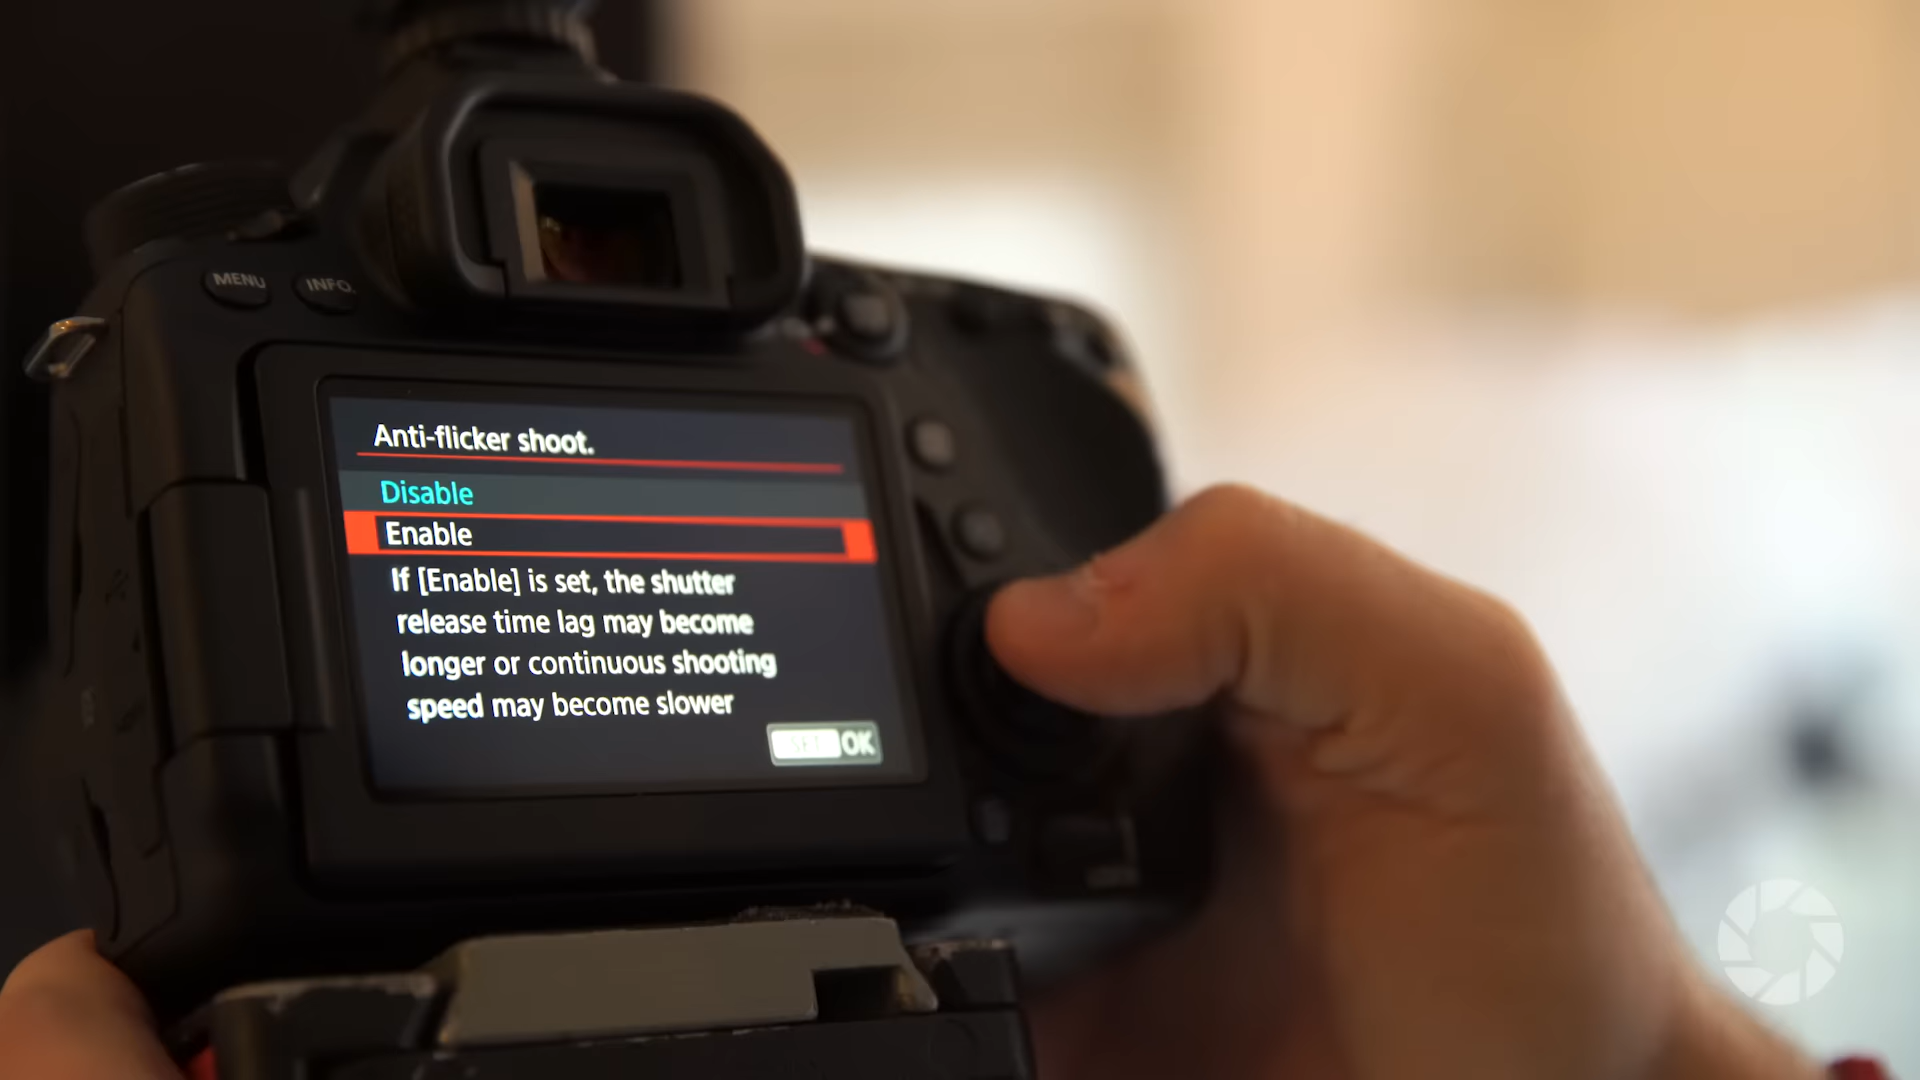 MENU INFO.
Anti-flicker shoot.
Disable
Enable
If [Enable] is set, the shutter
release time lag may become
longer or continuous shooting
speed may become slower
SET OK